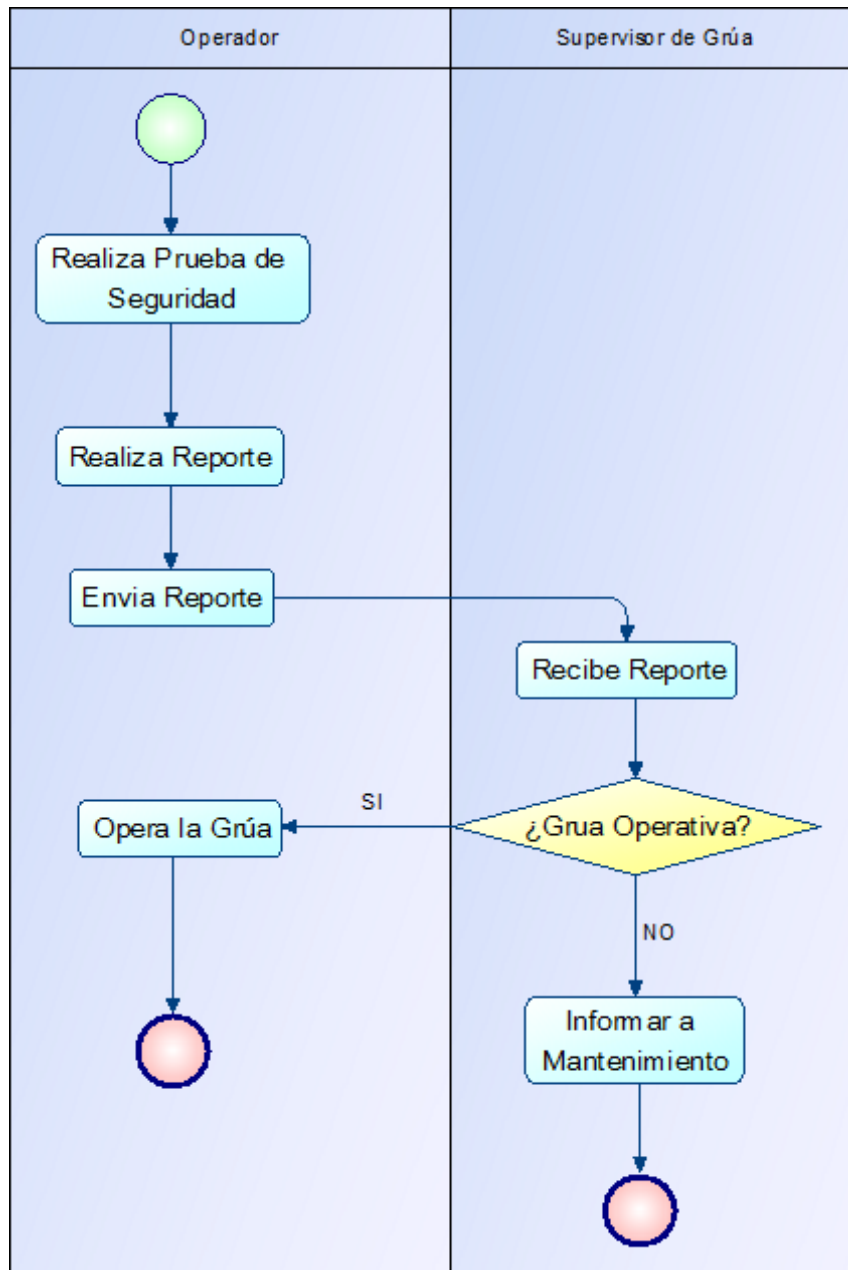 Operador
Supervisor de Grúa
Realiza Prueba de
Seguridad
Realiza Reporte
Envia Reporte
Recibe Reporte
¿Grua Operativa?
SI
Opera la Grúa
NO
Informar a
Mantenimiento